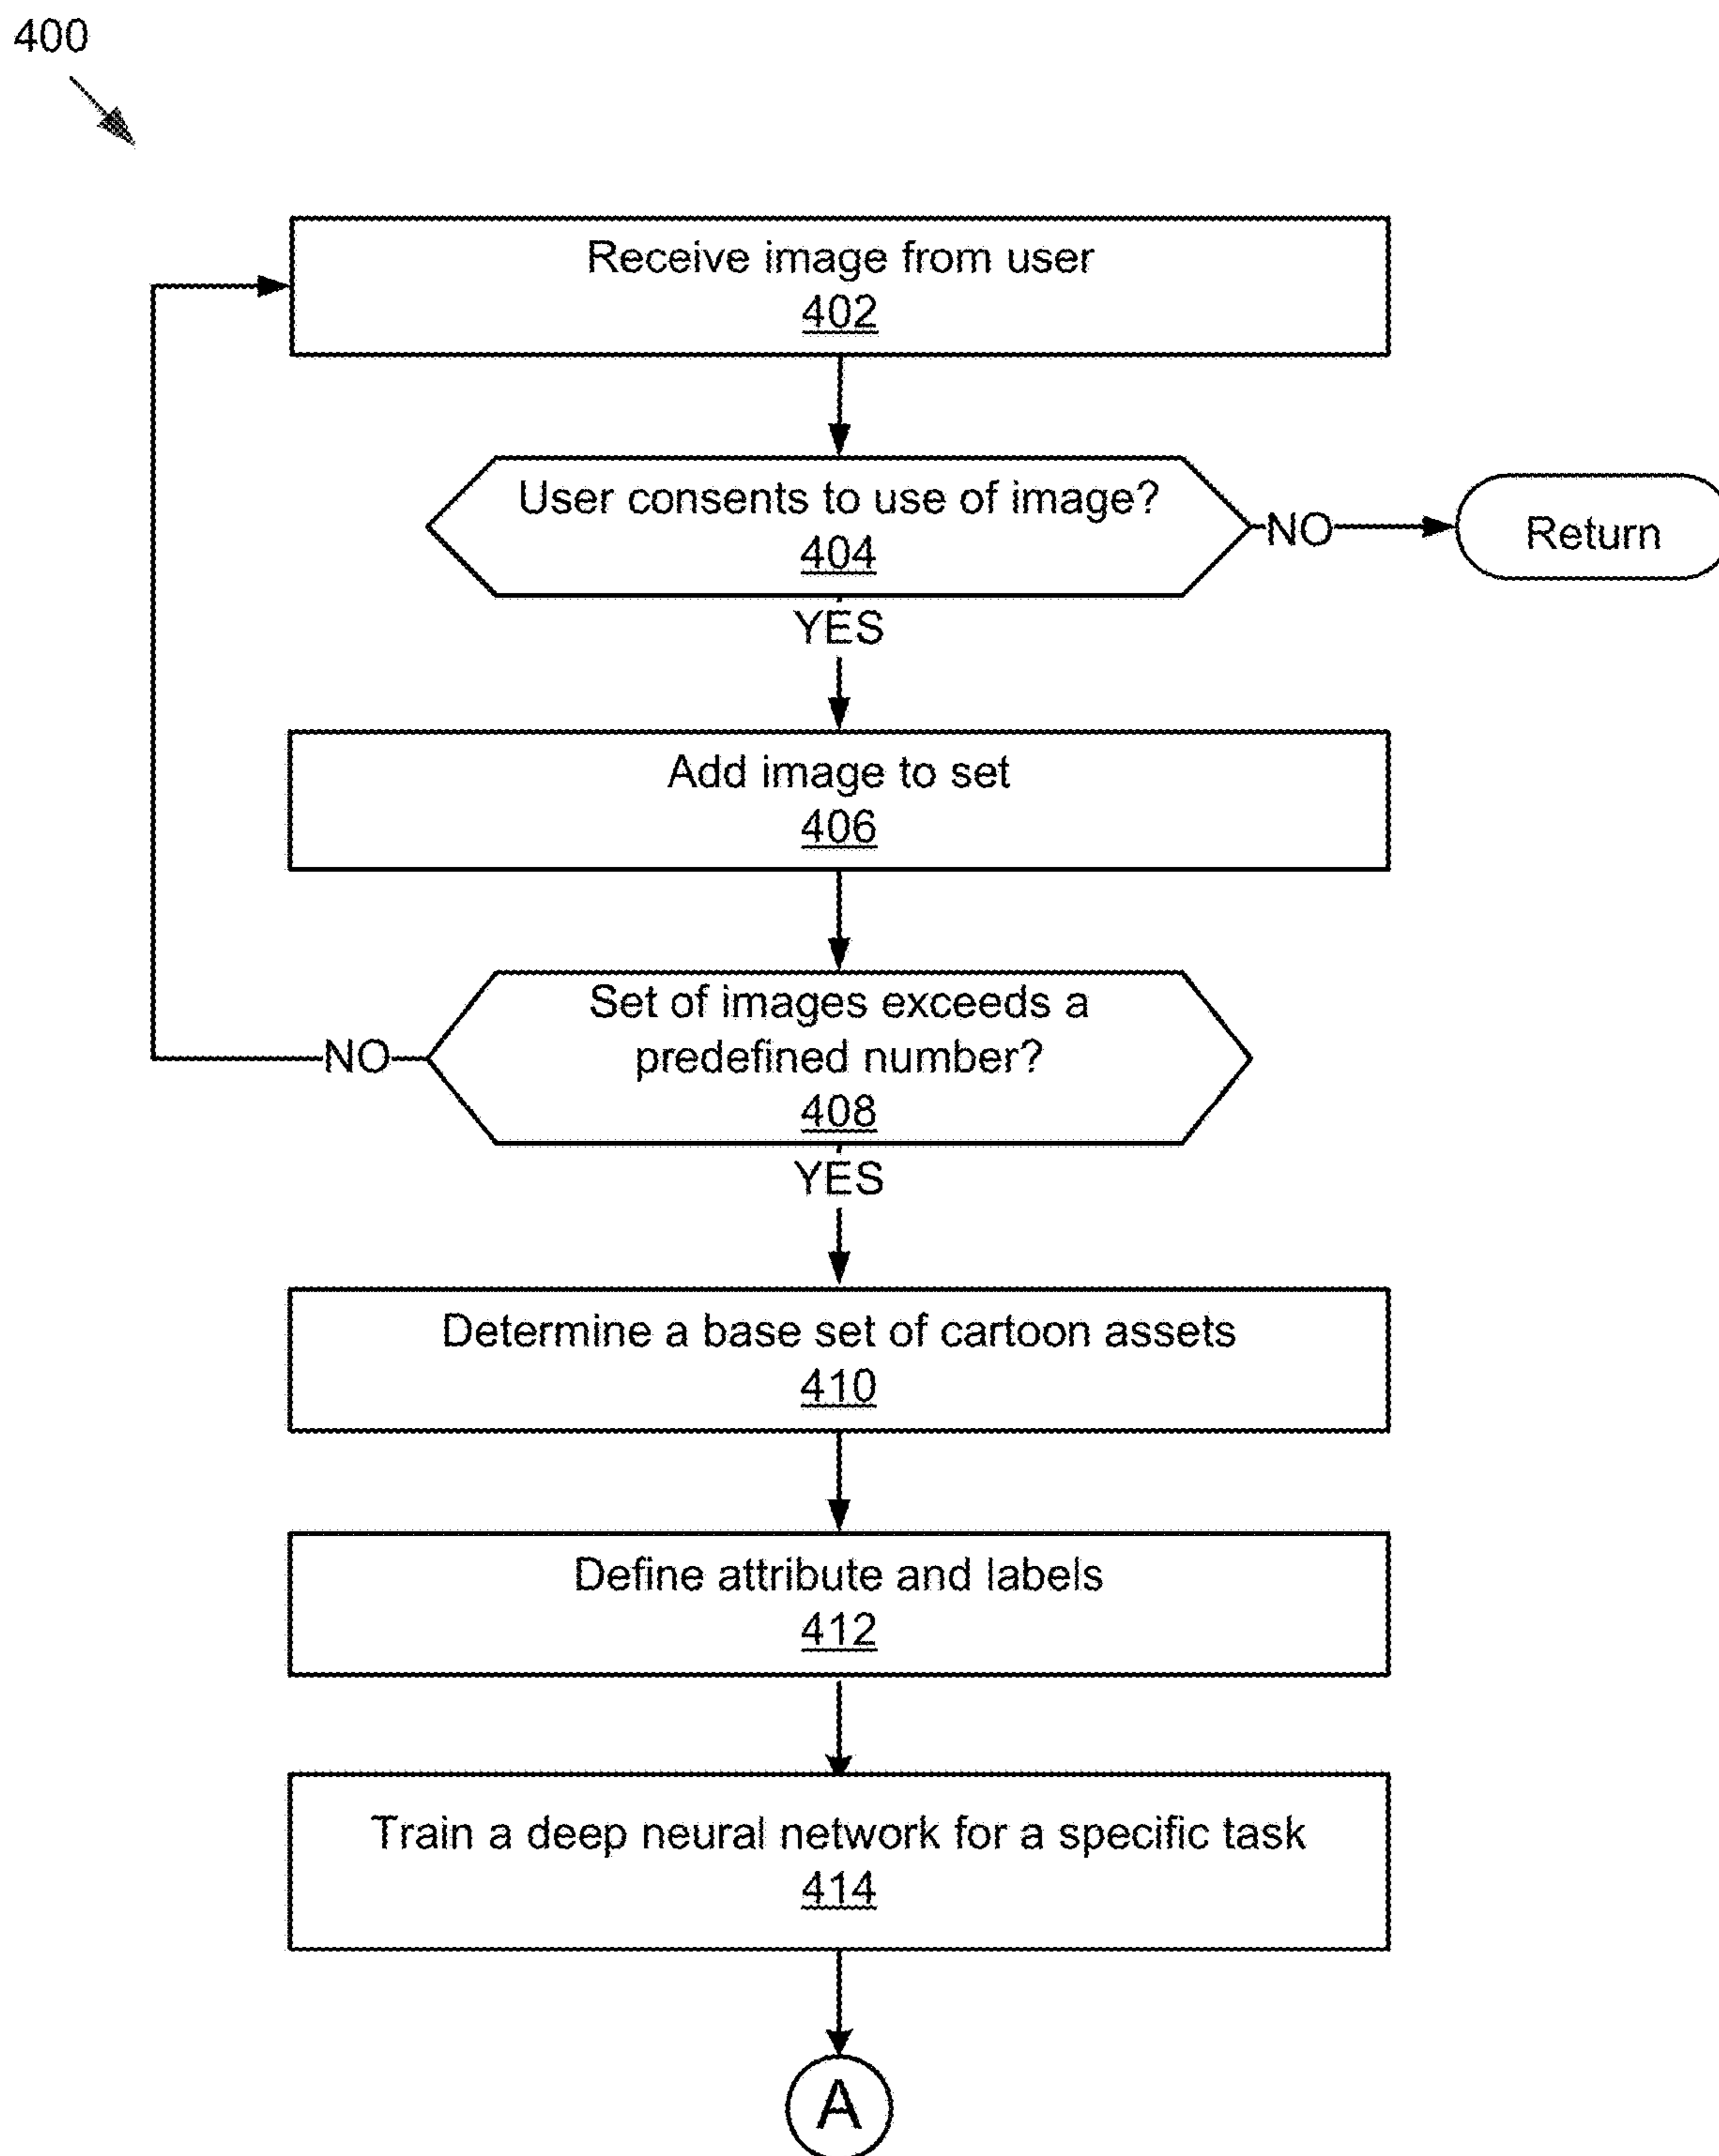 400
Receive image from user
402
User consents to use of image?
404
NO
Return
YES
Add image to set
406
Set of images exceeds a
predefined number?
408
NO
YES
Determine a base set of cartoon assets
410
Define attribute and labels
412
Train a deep neural network for a specific task
414
A